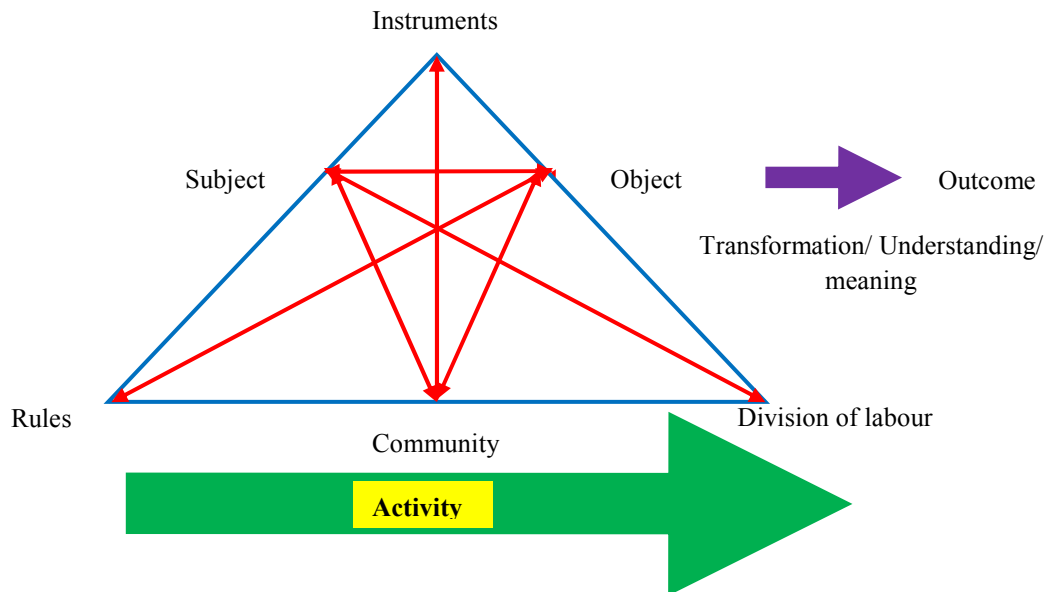 Instruments
Subject
Object
Outcome
Transformation/ Understanding/
meaning
Rules
Division of labour
Community
Activity